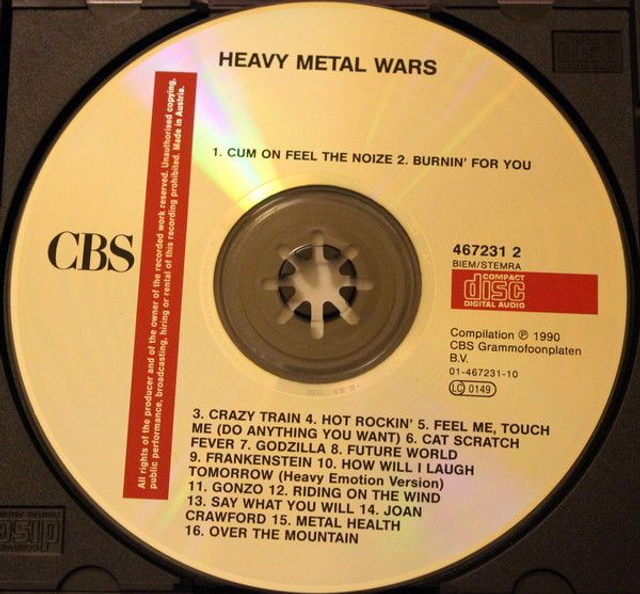 HEAVY METAL WARS
1. CUM ON FEEL THE NOIZE 2. BURNIN' FOR YOU
All rights of the producer and of the owner of the recorded work reserved. Unauthorised copying,
public performance, broadcasting, hiring or rental of this recording prohibited. Made in Austria.
CBS
467231 2
BIEM/STEMRA
COMPACT
disc
DIGITAL AUDIO
Compilation ℗ 1990
CBS Grammofoonplaten
B.V.
01-467231-10
LC 0149
3. CRAZY TRAIN 4. HOT ROCKIN' 5. FEEL ME, TOUCH
ME (DO ANYTHING YOU WANT) 6. CAT SCRATCH
FEVER 7. GODZILLA 8. FUTURE WORLD
9. FRANKENSTEIN 10. HOW WILL I LAUGH
TOMORROW (Heavy Emotion Version)
11. GONZO 12. RIDING ON THE WIND
13. SAY WHAT YOU WILL 14. JOAN
CRAWFORD 15. METAL HEALTH
16. OVER THE MOUNTAIN
disc